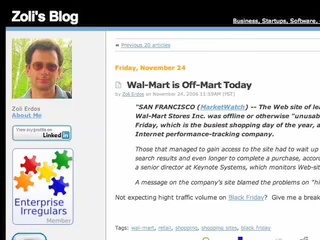 Zoli's Blog
Business, Startups, Software,
« Previous 20 articles
Friday, November 24
Wal-Mart is Off-Mart Today
by Zoli Erdos on November 24, 2006 11:55AM (PST)
"SAN FRANCISCO (MarketWatch) -- The Web site of lea
Wal-Mart Stores Inc. was offline or otherwise "unusab
Friday, which is the busiest shopping day of the year, a
Internet performance-tracking company.
Those that managed to gain access to the site had to wait up
search results and even longer to complete a purchase, accor
a senior director at Keynote Systems, which monitors Web-sit
A message on the company's site blamed the problems on "hi
Not expecting hight traffic volume on Black Friday? Give me a break
Tags: wal-mart, retail, shopping, shopping sites, black friday
Zoli Erdos
About Me
View my profile on
Linked in
Enterprise
Irregulars
Member